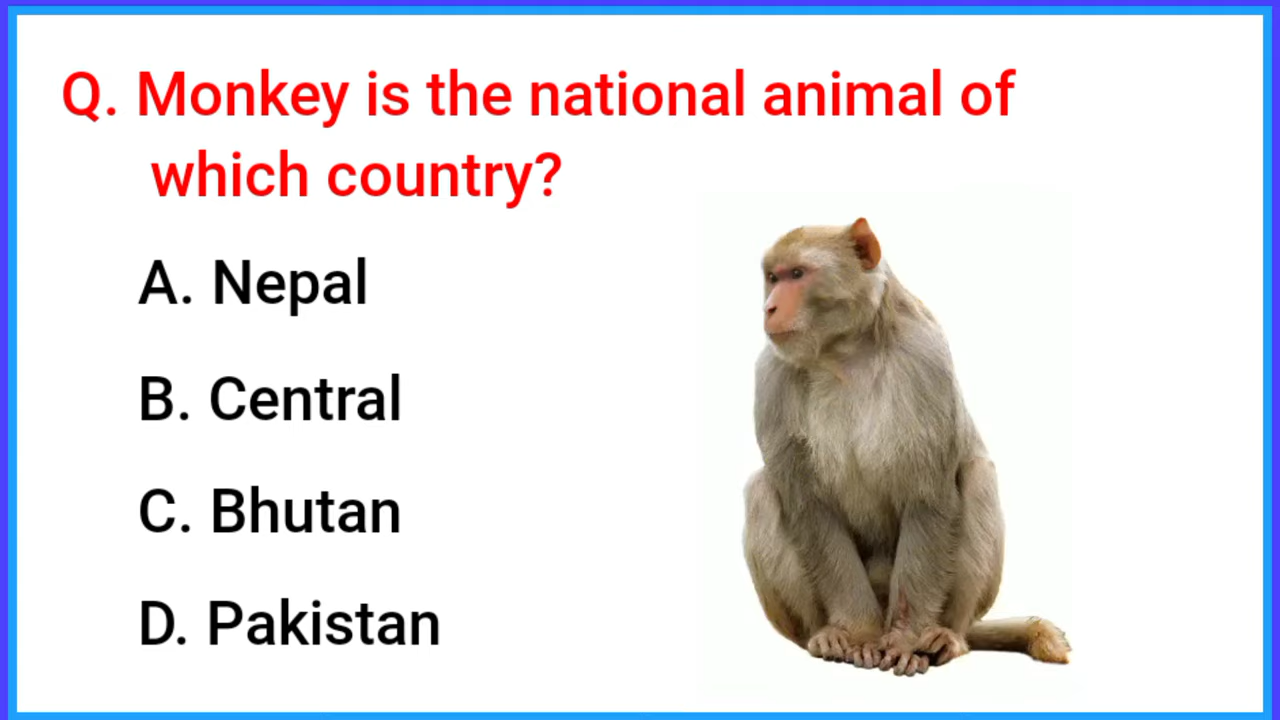 Q. Monkey is the national animal of
which country?
A. Nepal
B. Central
C. Bhutan
D. Pakistan